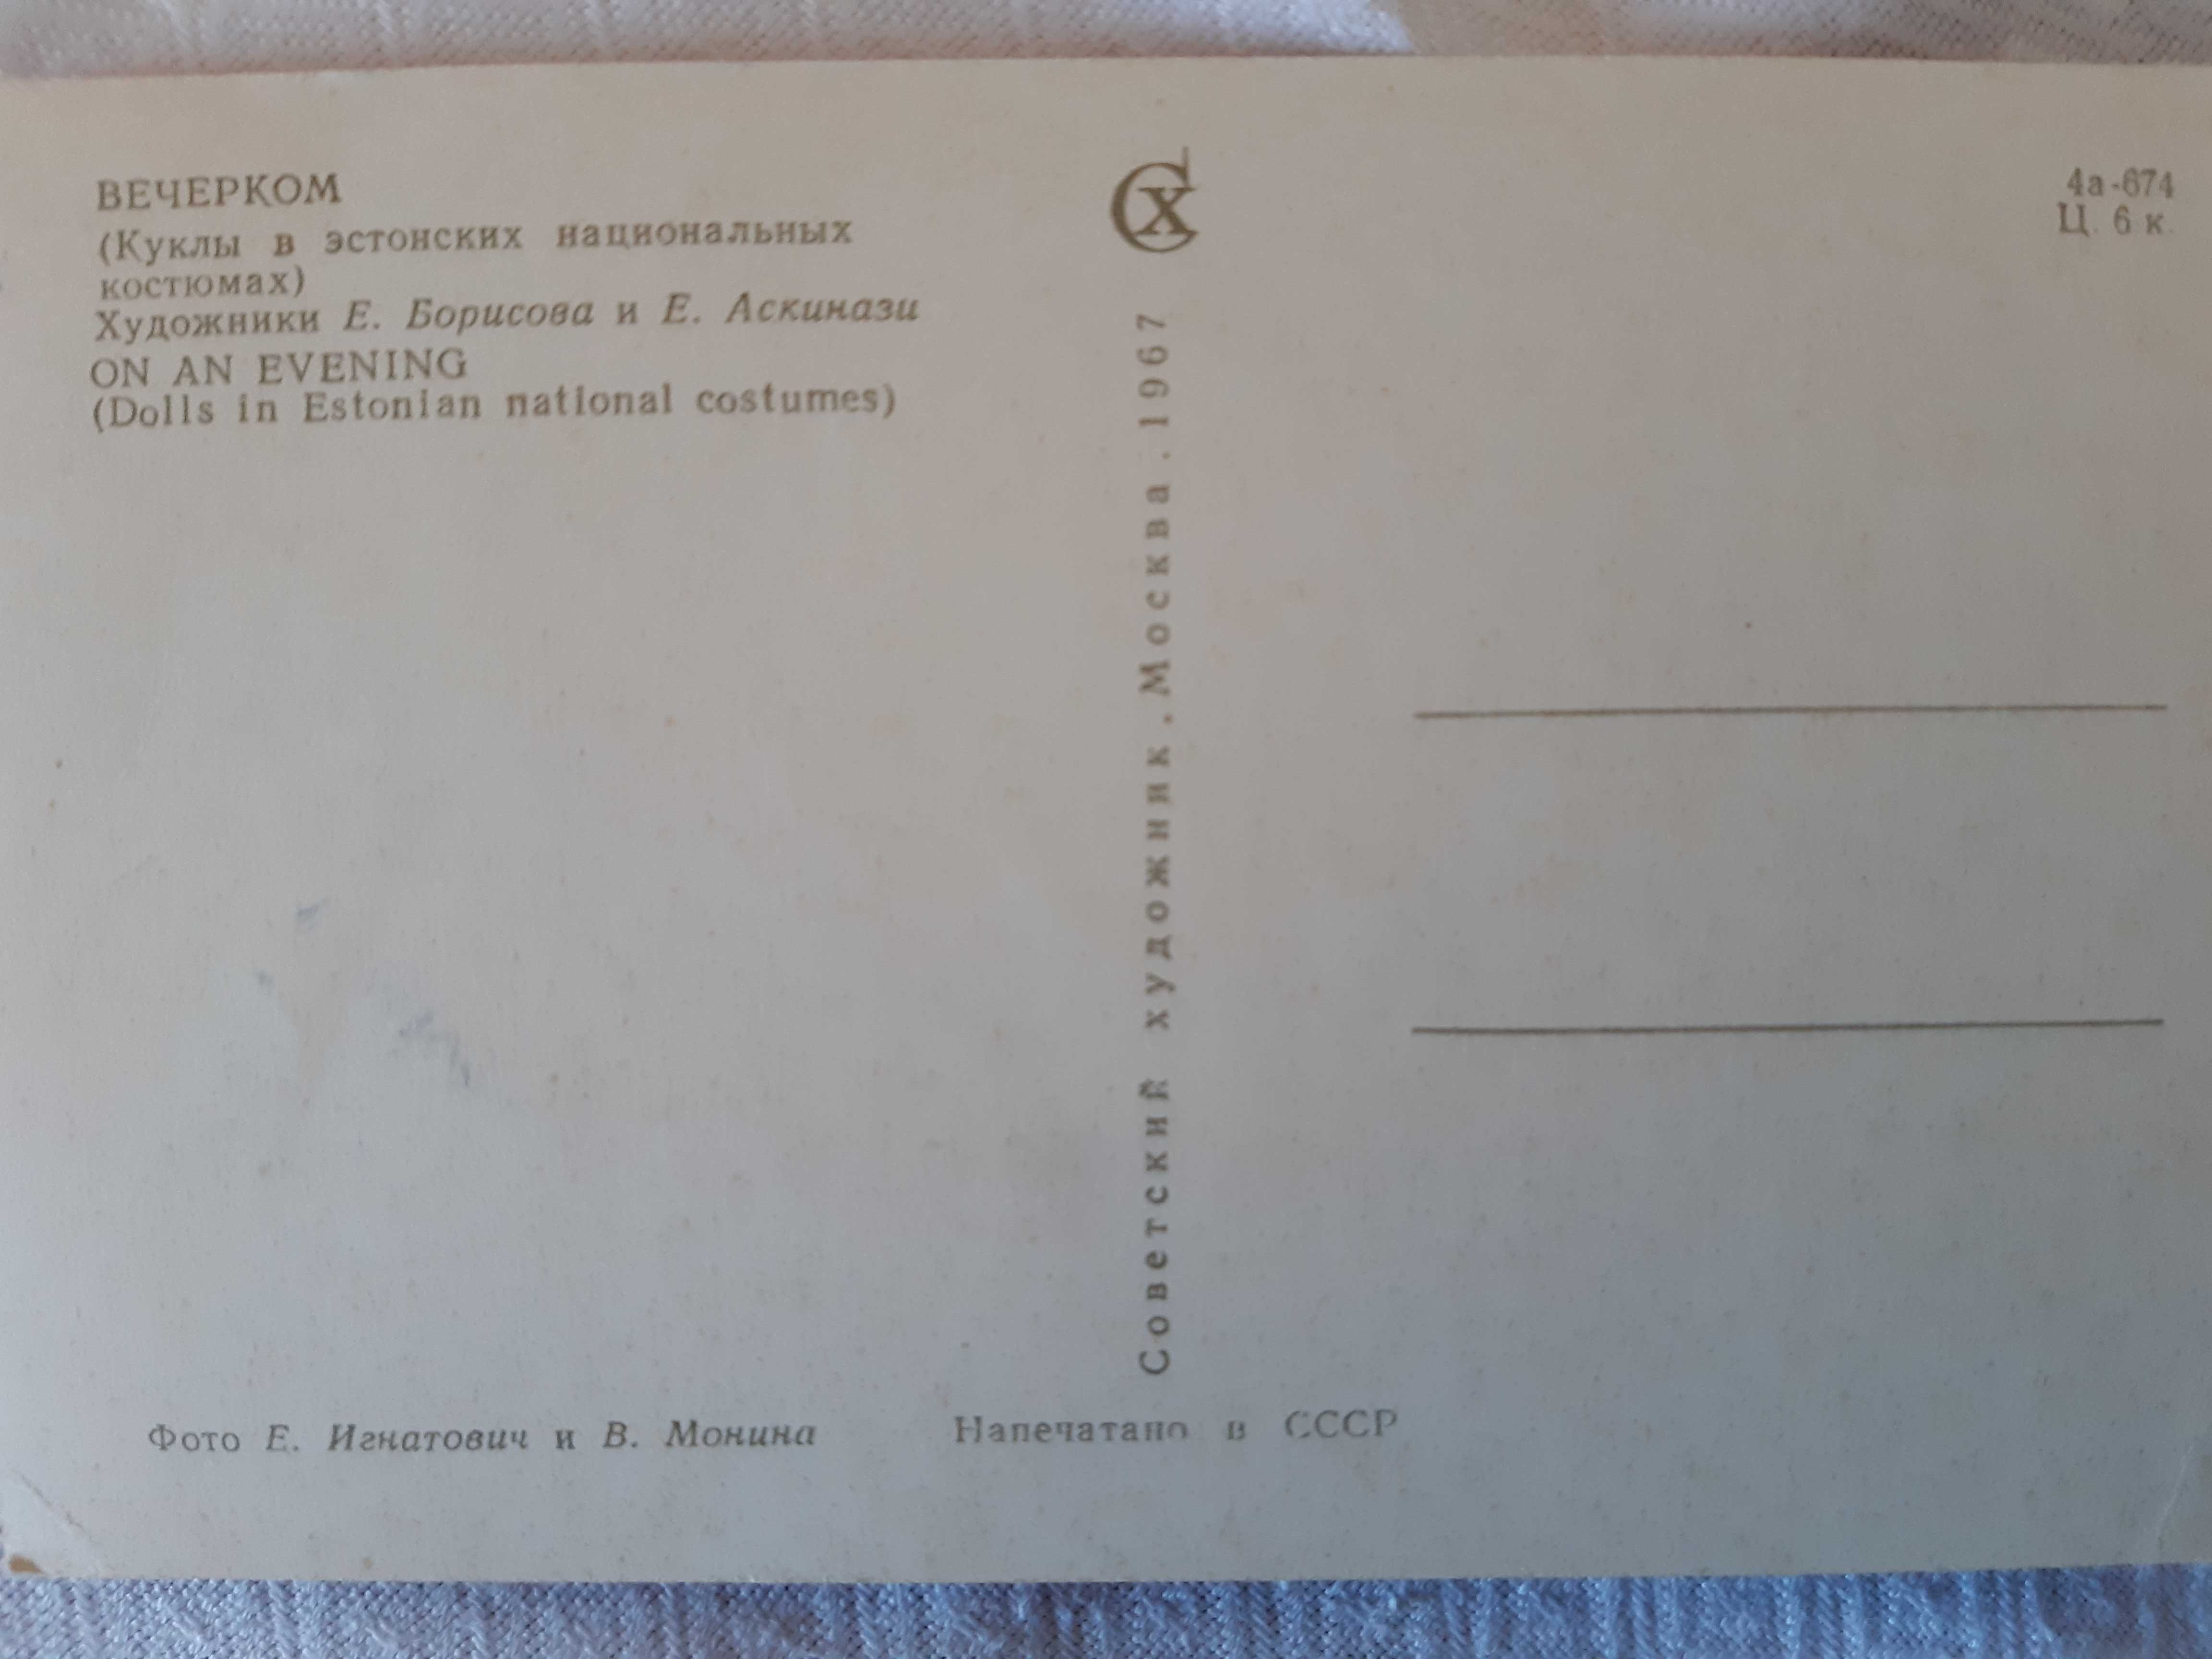 ВЕЧЕРКОМ
(Куклы в эстонских национальных
костюмах)
Художники Е. Борисова и Е. Аскинази
ON AN EVENING
(Dolls in Estonian national costumes)
СХ
4а-674
Ц. 6 к.
Советский художник. Москва. 1967
Фото Е. Игнатович и В. Монина
Напечатано в СССР